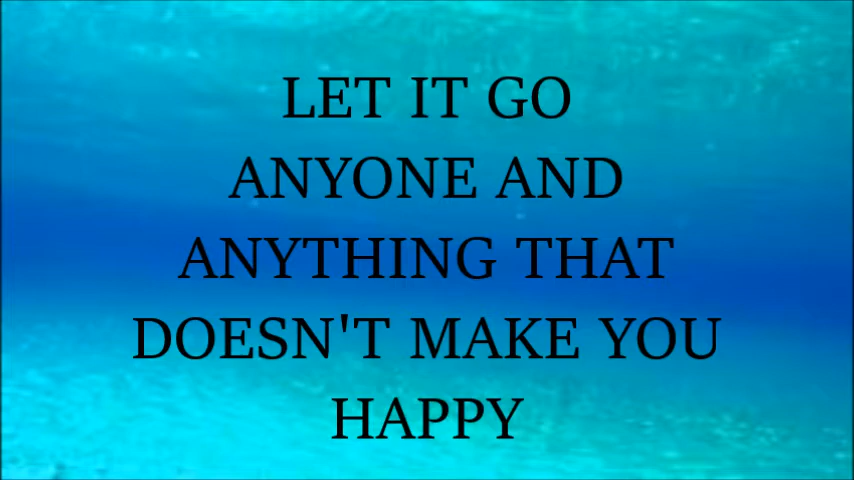 LET IT GO
ANYONE AND
ANYTHING THAT
DOESN'T MAKE YOU
HAPPY